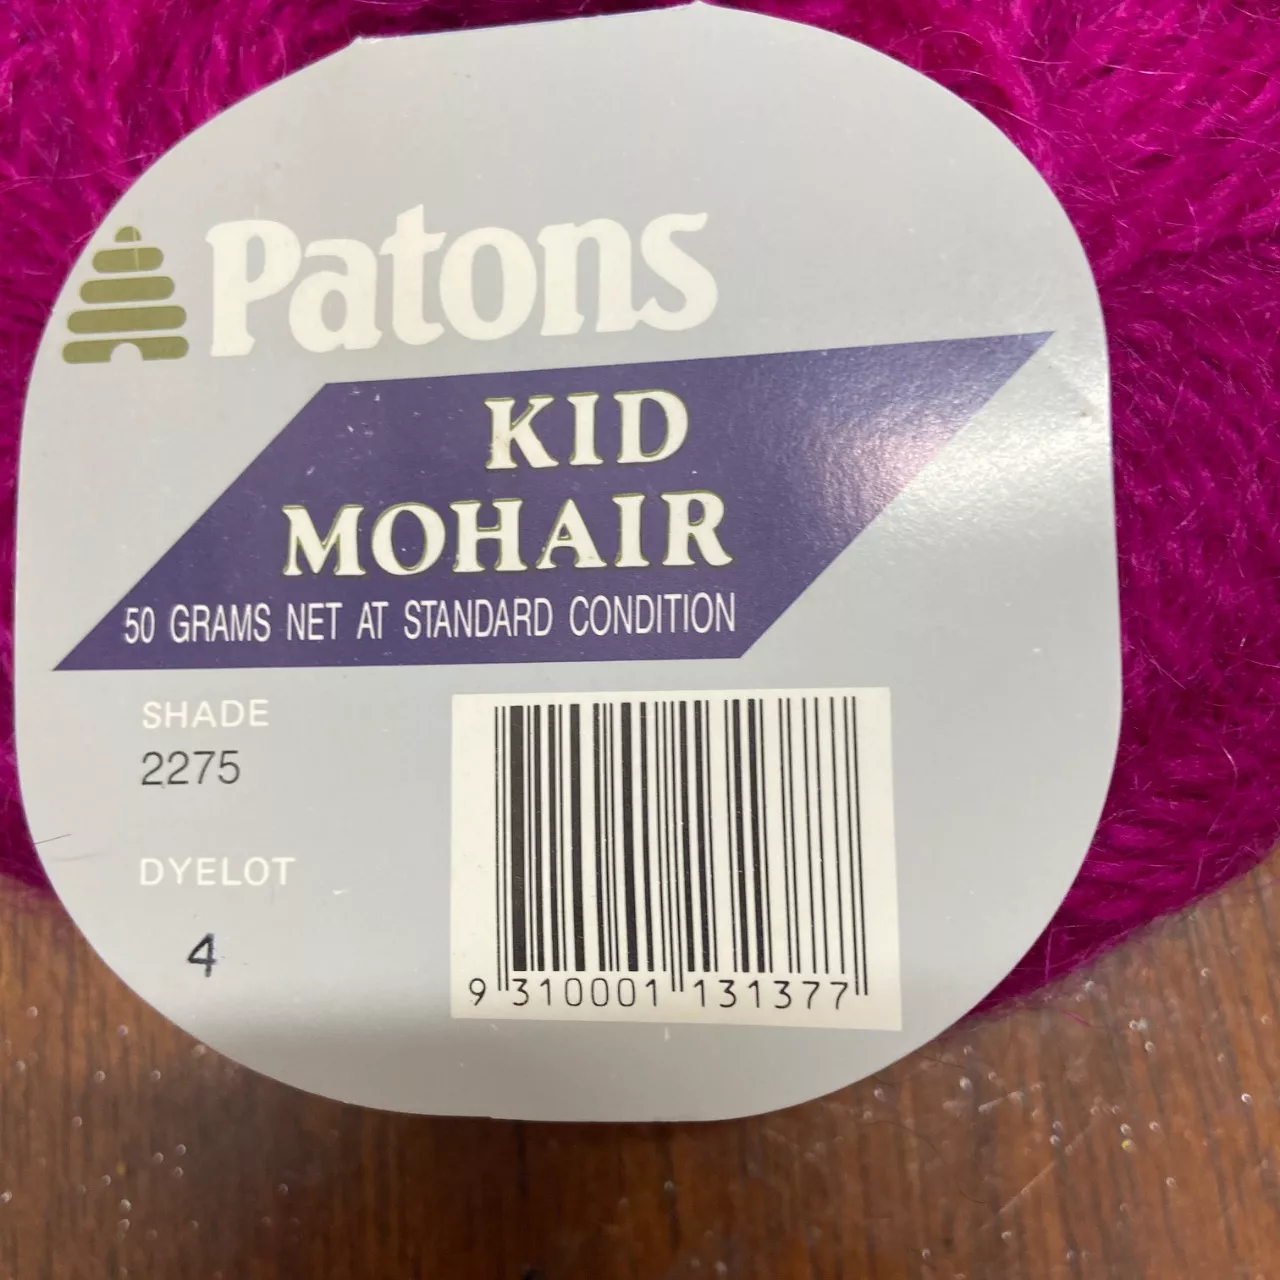 Patons
KID
MOHAIR
50 GRAMS NET AT STANDARD CONDITION
SHADE
2275
DYELOT
4
9 310001 131377